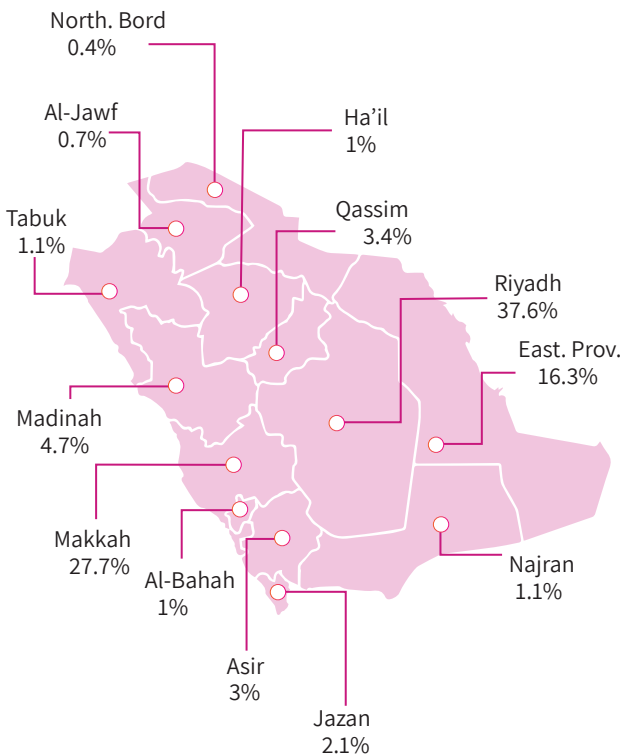 North. Bord
0.4%
Al-Jawf
0.7%
Ha’il
1%
Qassim
3.4%
Tabuk
1.1%
Riyadh
37.6%
East. Prov.
16.3%
Madinah
4.7%
Makkah
27.7%
Al-Bahah
1%
Najran
1.1%
Asir
3%
Jazan
2.1%